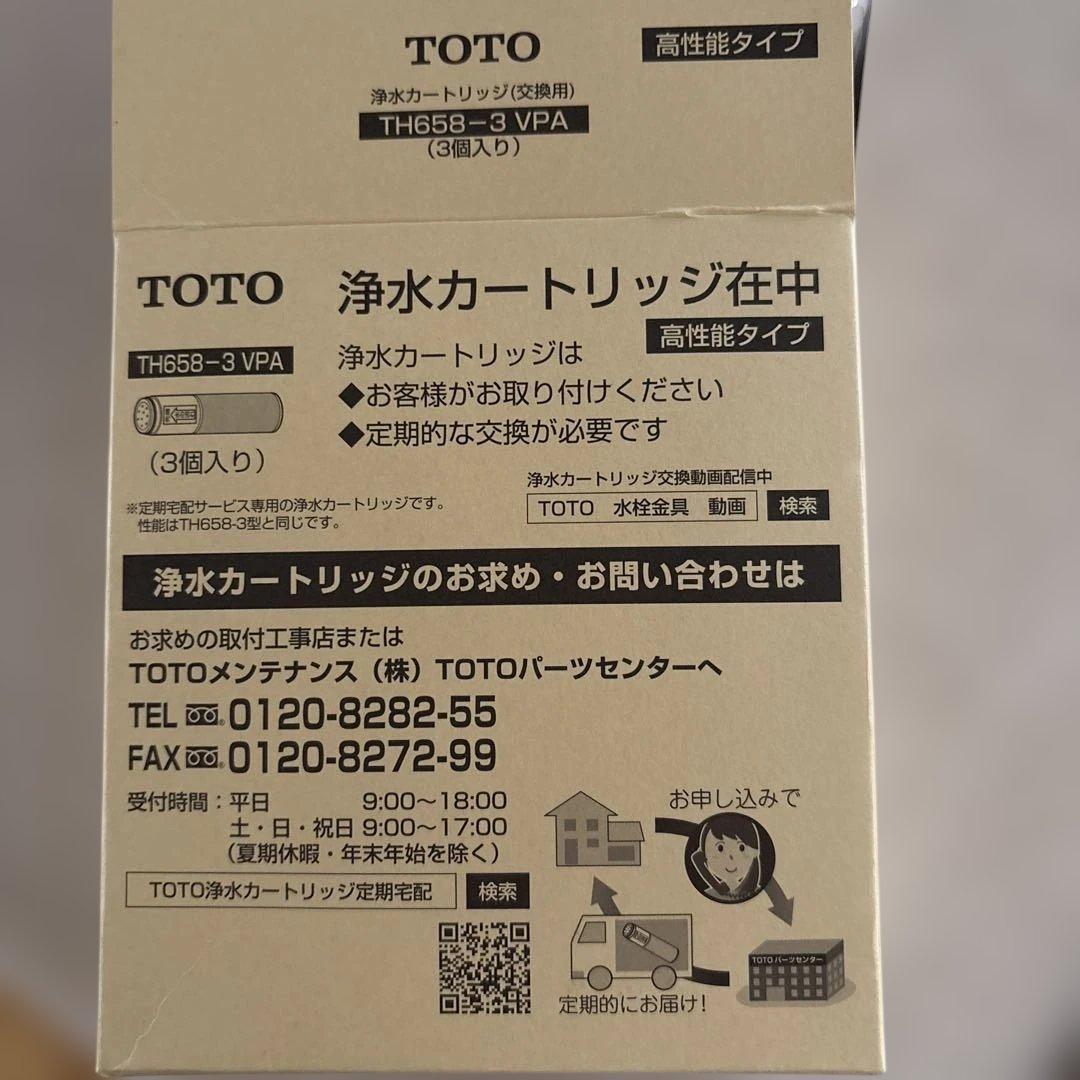 TOTO
高性能タイプ
浄水カートリッジ(交換用)
TH658-3 VPA
(3個入り)
TOTO
浄水カートリッジ在中
高性能タイプ
TH658-3 VPA
(3個入り)
浄水カートリッジは
◆お客様がお取り付けください
◆定期的な交換が必要です
※定期宅配サービス専用の浄水カートリッジです。
性能はTH658-3型と同じです。
浄水カートリッジ交換動画配信中
TOTO 水栓金具 動画 検索
浄水カートリッジのお求め・お問い合わせは
お求めの取付工事店または
TOTOメンテナンス(株)TOTOパーツセンターへ
TEL 0120-8282-55
FAX 0120-8272-99
受付時間:平日 9:00〜18:00
土・日・祝日 9:00〜17:00
(夏期休暇・年末年始を除く)
TOTO浄水カートリッジ定期宅配 検索
お申し込みで
TOTO パーツセンター
定期的にお届け!